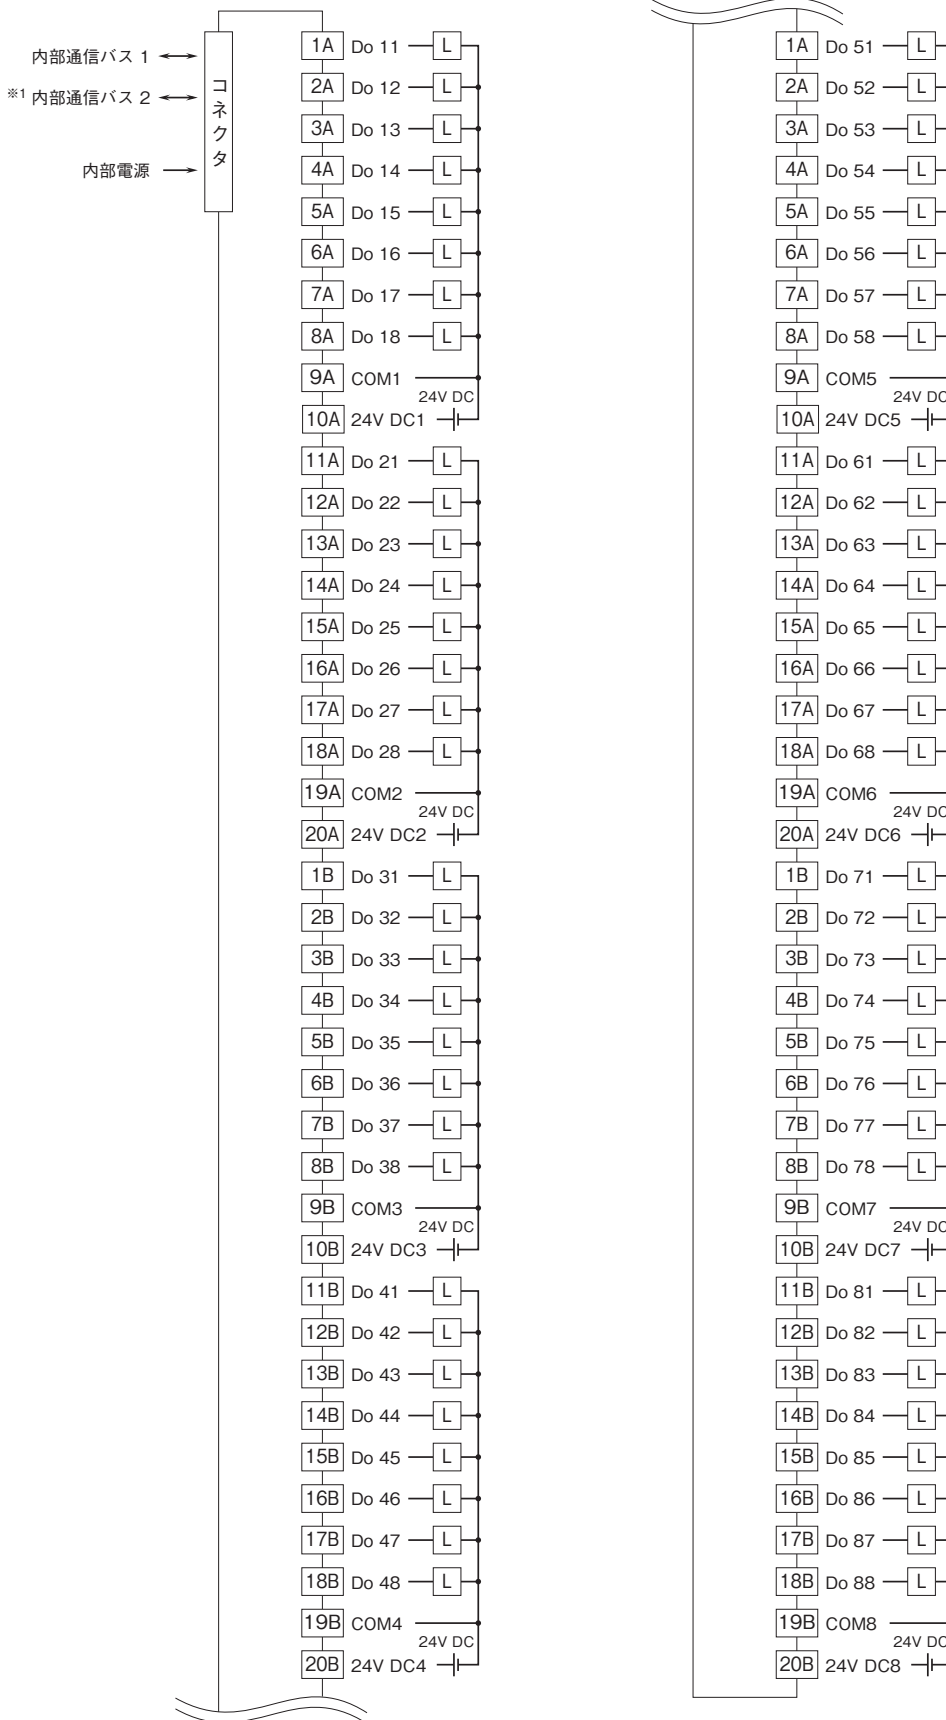 内部通信バス 1
※1 内部通信バス 2
内部電源
コネクタ
1A Do 11 L
2A Do 12 L
3A Do 13 L
4A Do 14 L
5A Do 15 L
6A Do 16 L
7A Do 17 L
8A Do 18 L
9A COM1
24V DC
10A 24V DC1
11A Do 21 L
12A Do 22 L
13A Do 23 L
14A Do 24 L
15A Do 25 L
16A Do 26 L
17A Do 27 L
18A Do 28 L
19A COM2
24V DC
20A 24V DC2
1B Do 31 L
2B Do 32 L
3B Do 33 L
4B Do 34 L
5B Do 35 L
6B Do 36 L
7B Do 37 L
8B Do 38 L
9B COM3
24V DC
10B 24V DC3
11B Do 41 L
12B Do 42 L
13B Do 43 L
14B Do 44 L
15B Do 45 L
16B Do 46 L
17B Do 47 L
18B Do 48 L
19B COM4
24V DC
20B 24V DC4
1A Do 51 L
2A Do 52 L
3A Do 53 L
4A Do 54 L
5A Do 55 L
6A Do 56 L
7A Do 57 L
8A Do 58 L
9A COM5
24V DC
10A 24V DC5
11A Do 61 L
12A Do 62 L
13A Do 63 L
14A Do 64 L
15A Do 65 L
16A Do 66 L
17A Do 67 L
18A Do 68 L
19A COM6
24V DC
20A 24V DC6
1B Do 71 L
2B Do 72 L
3B Do 73 L
4B Do 74 L
5B Do 75 L
6B Do 76 L
7B Do 77 L
8B Do 78 L
9B COM7
24V DC
10B 24V DC7
11B Do 81 L
12B Do 82 L
13B Do 83 L
14B Do 84 L
15B Do 85 L
16B Do 86 L
17B Do 87 L
18B Do 88 L
19B COM8
24V DC
20B 24V DC8